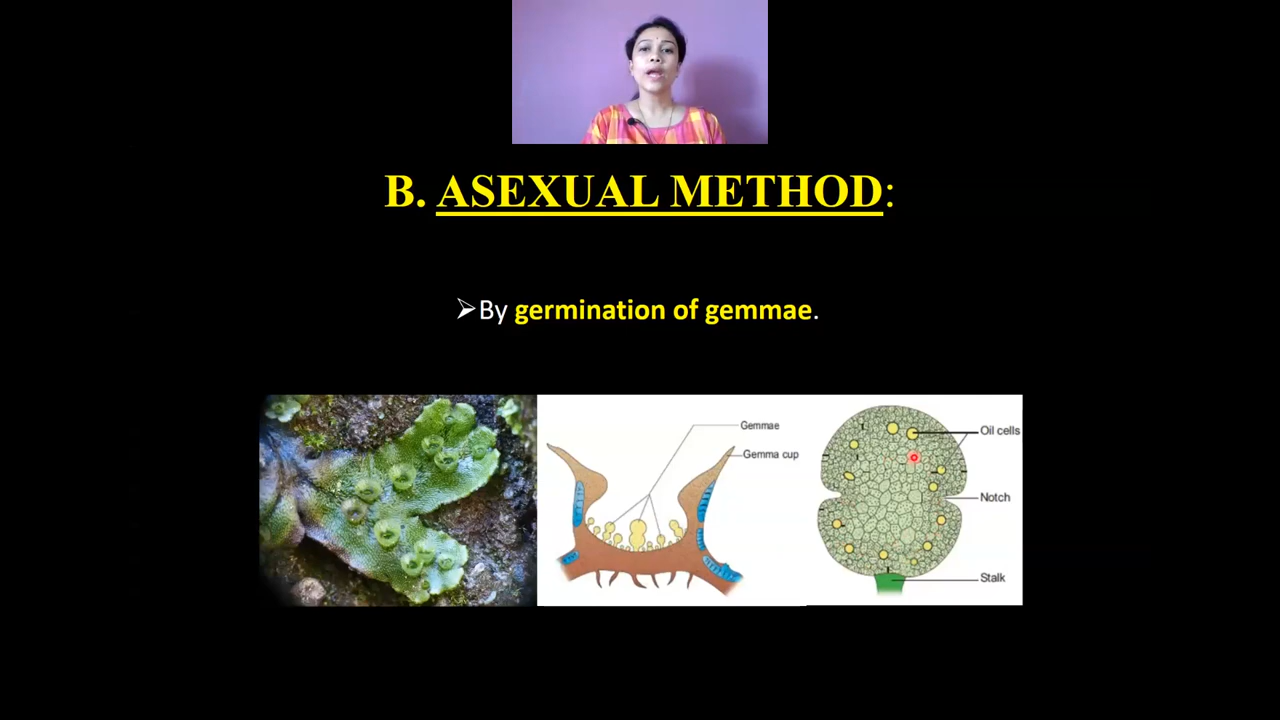 B. ASEXUAL METHOD:
➢By germination of gemmae.
Gemmae
Gemma cup
Oil cells
Notch
Stalk